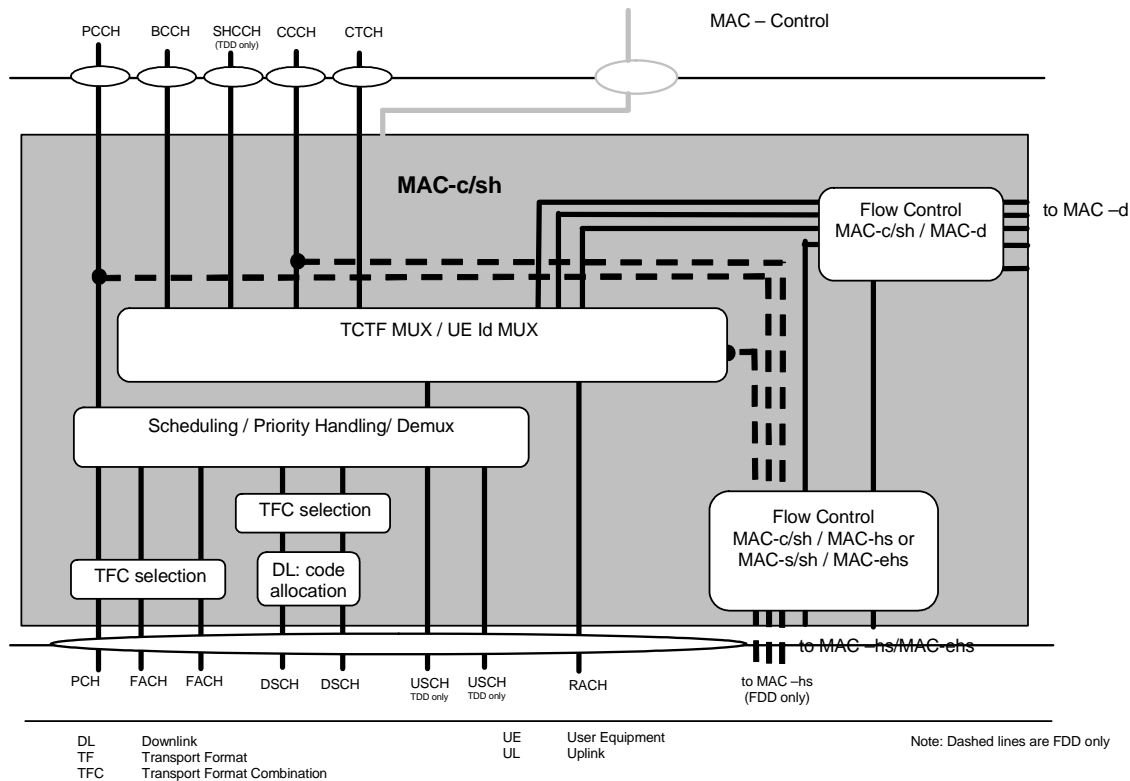 MAC – Control
PCCH BCCH SHCCH CCCH CTCH
(TDD only)
MAC-c/sh
Flow Control
MAC-c/sh / MAC-d
to MAC –d
TCTF MUX / UE Id MUX
Scheduling / Priority Handling/ Demux
TFC selection
Flow Control
MAC-c/sh / MAC-hs or
MAC-s/sh / MAC-ehs
TFC selection
DL: code
allocation
to MAC –hs/MAC-ehs
PCH FACH FACH DSCH DSCH USCH USCH RACH
TDD only TDD only
to MAC –hs
(FDD only)
DL Downlink
TF Transport Format
TFC Transport Format Combination
UE User Equipment
UL Uplink
Note: Dashed lines are FDD only